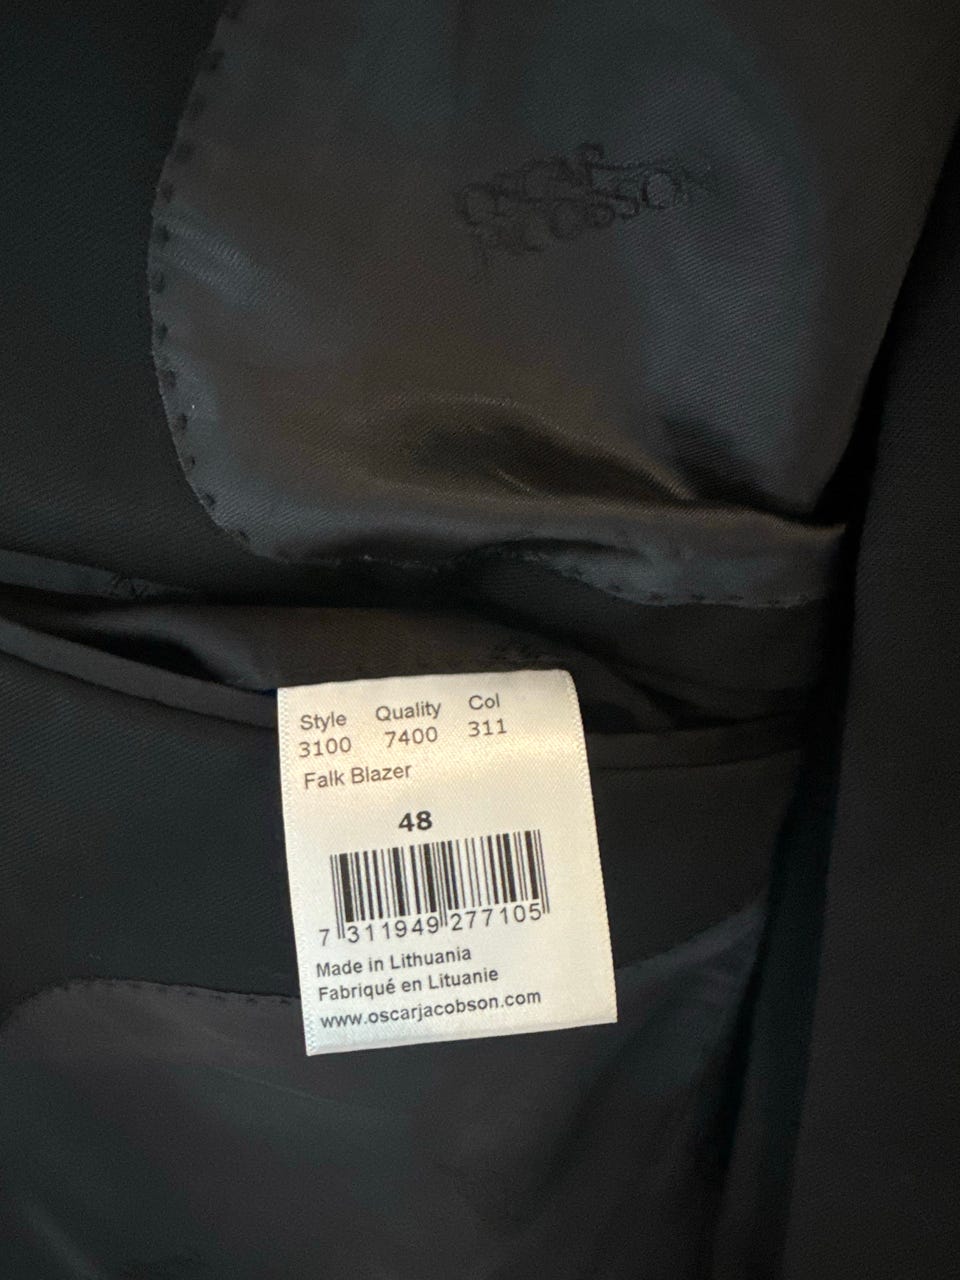 Style Quality Col
3100 7400 311
Falk Blazer
48
7 311949 277105
Made in Lithuania
Fabriqué en Lituanie
www.oscarjacobson.com